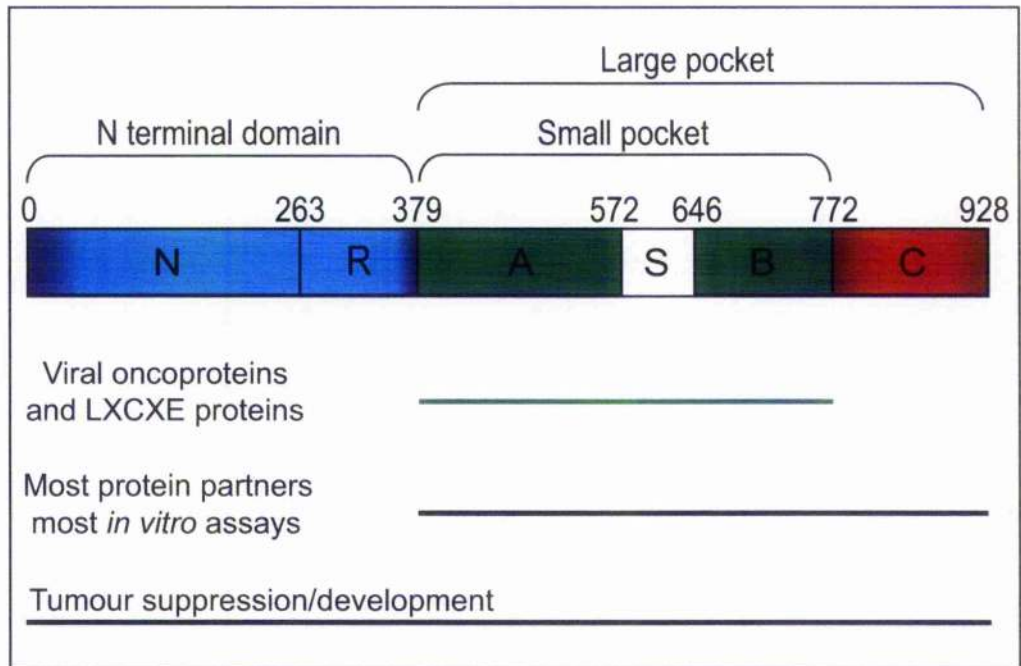 Large pocket
N terminal domain Small pocket
0 263 379 572 646 772 928
N R A S B C
Viral oncoproteins
and LXCXE proteins
Most protein partners
most in vitro assays
Tumour suppression/development